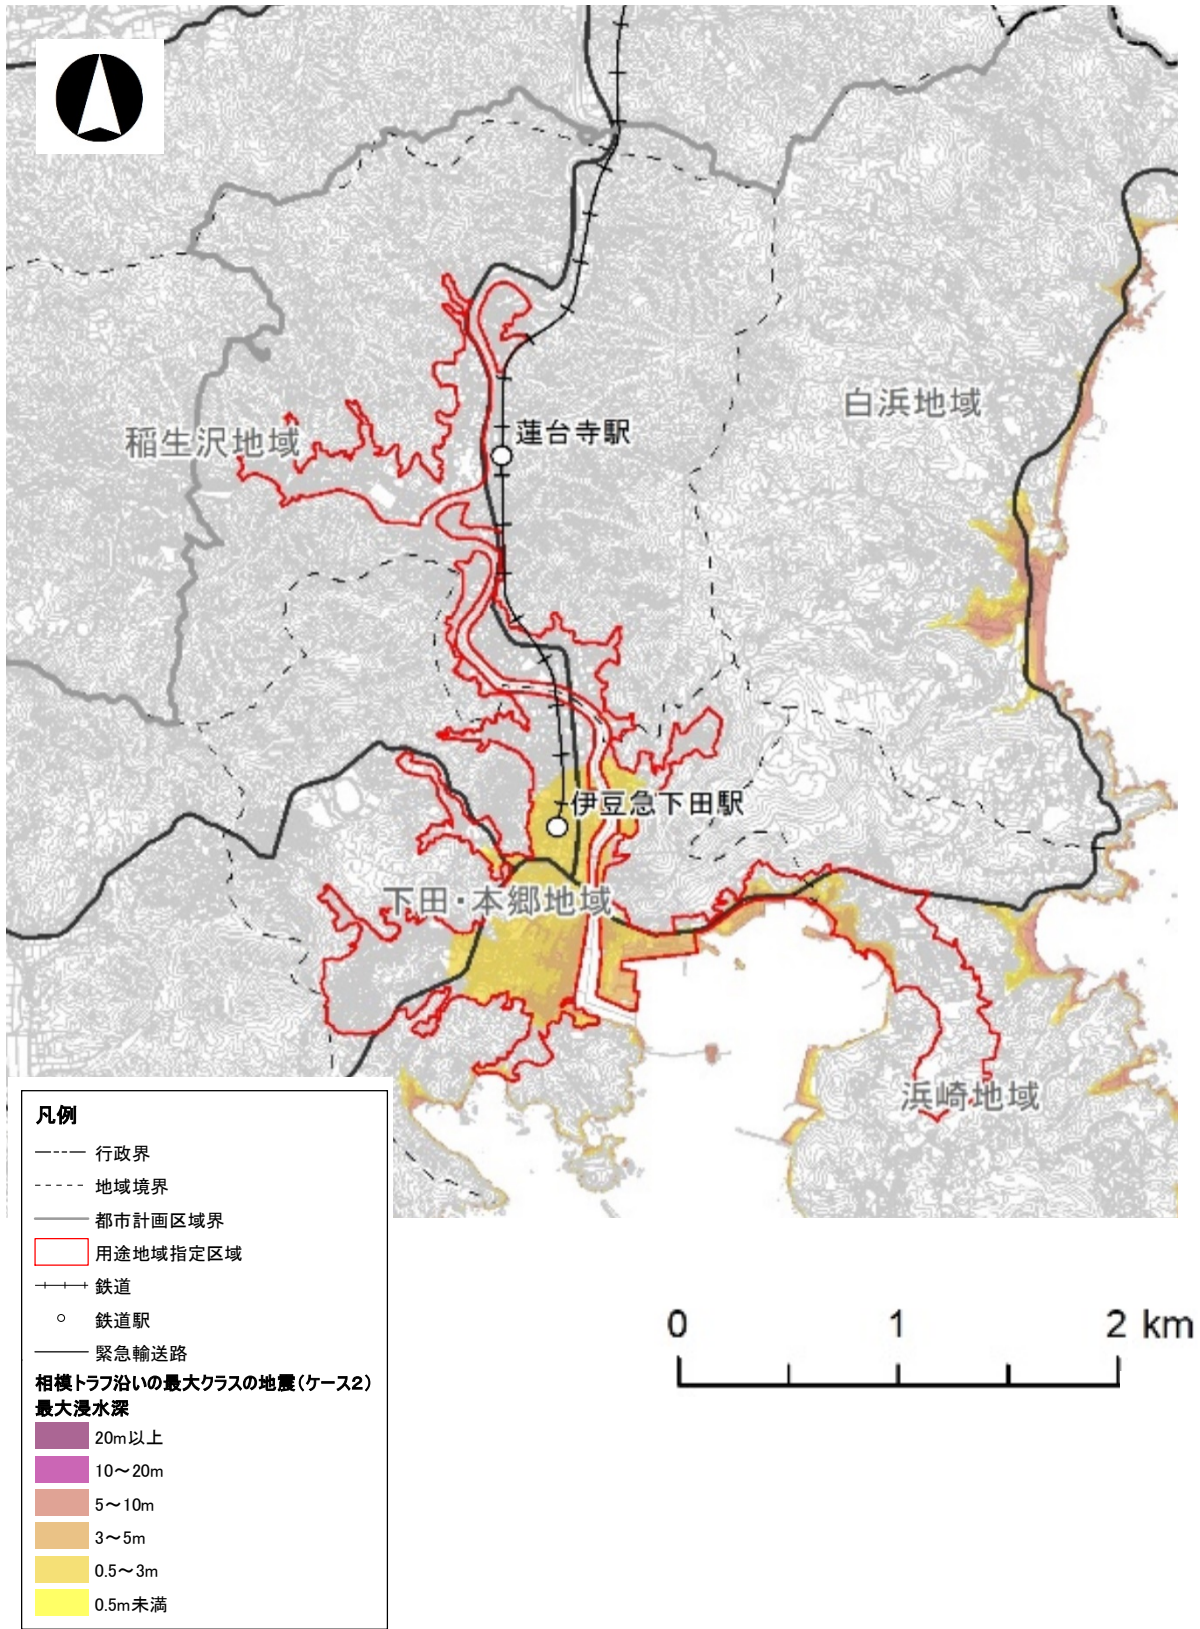 白浜地域
蓮台寺駅
稲生沢地域
伊豆急下田駅
下田・本郷地域
浜崎地域
凡例
行政界
地域境界
都市計画区域界
用途地域指定区域
鉄道
鉄道駅
緊急輸送路
相模トラフ沿いの最大クラスの地震(ケース2)
最大浸水深
20m以上
10～20m
5～10m
3～5m
0.5～3m
0.5m未満
0 1 2 km